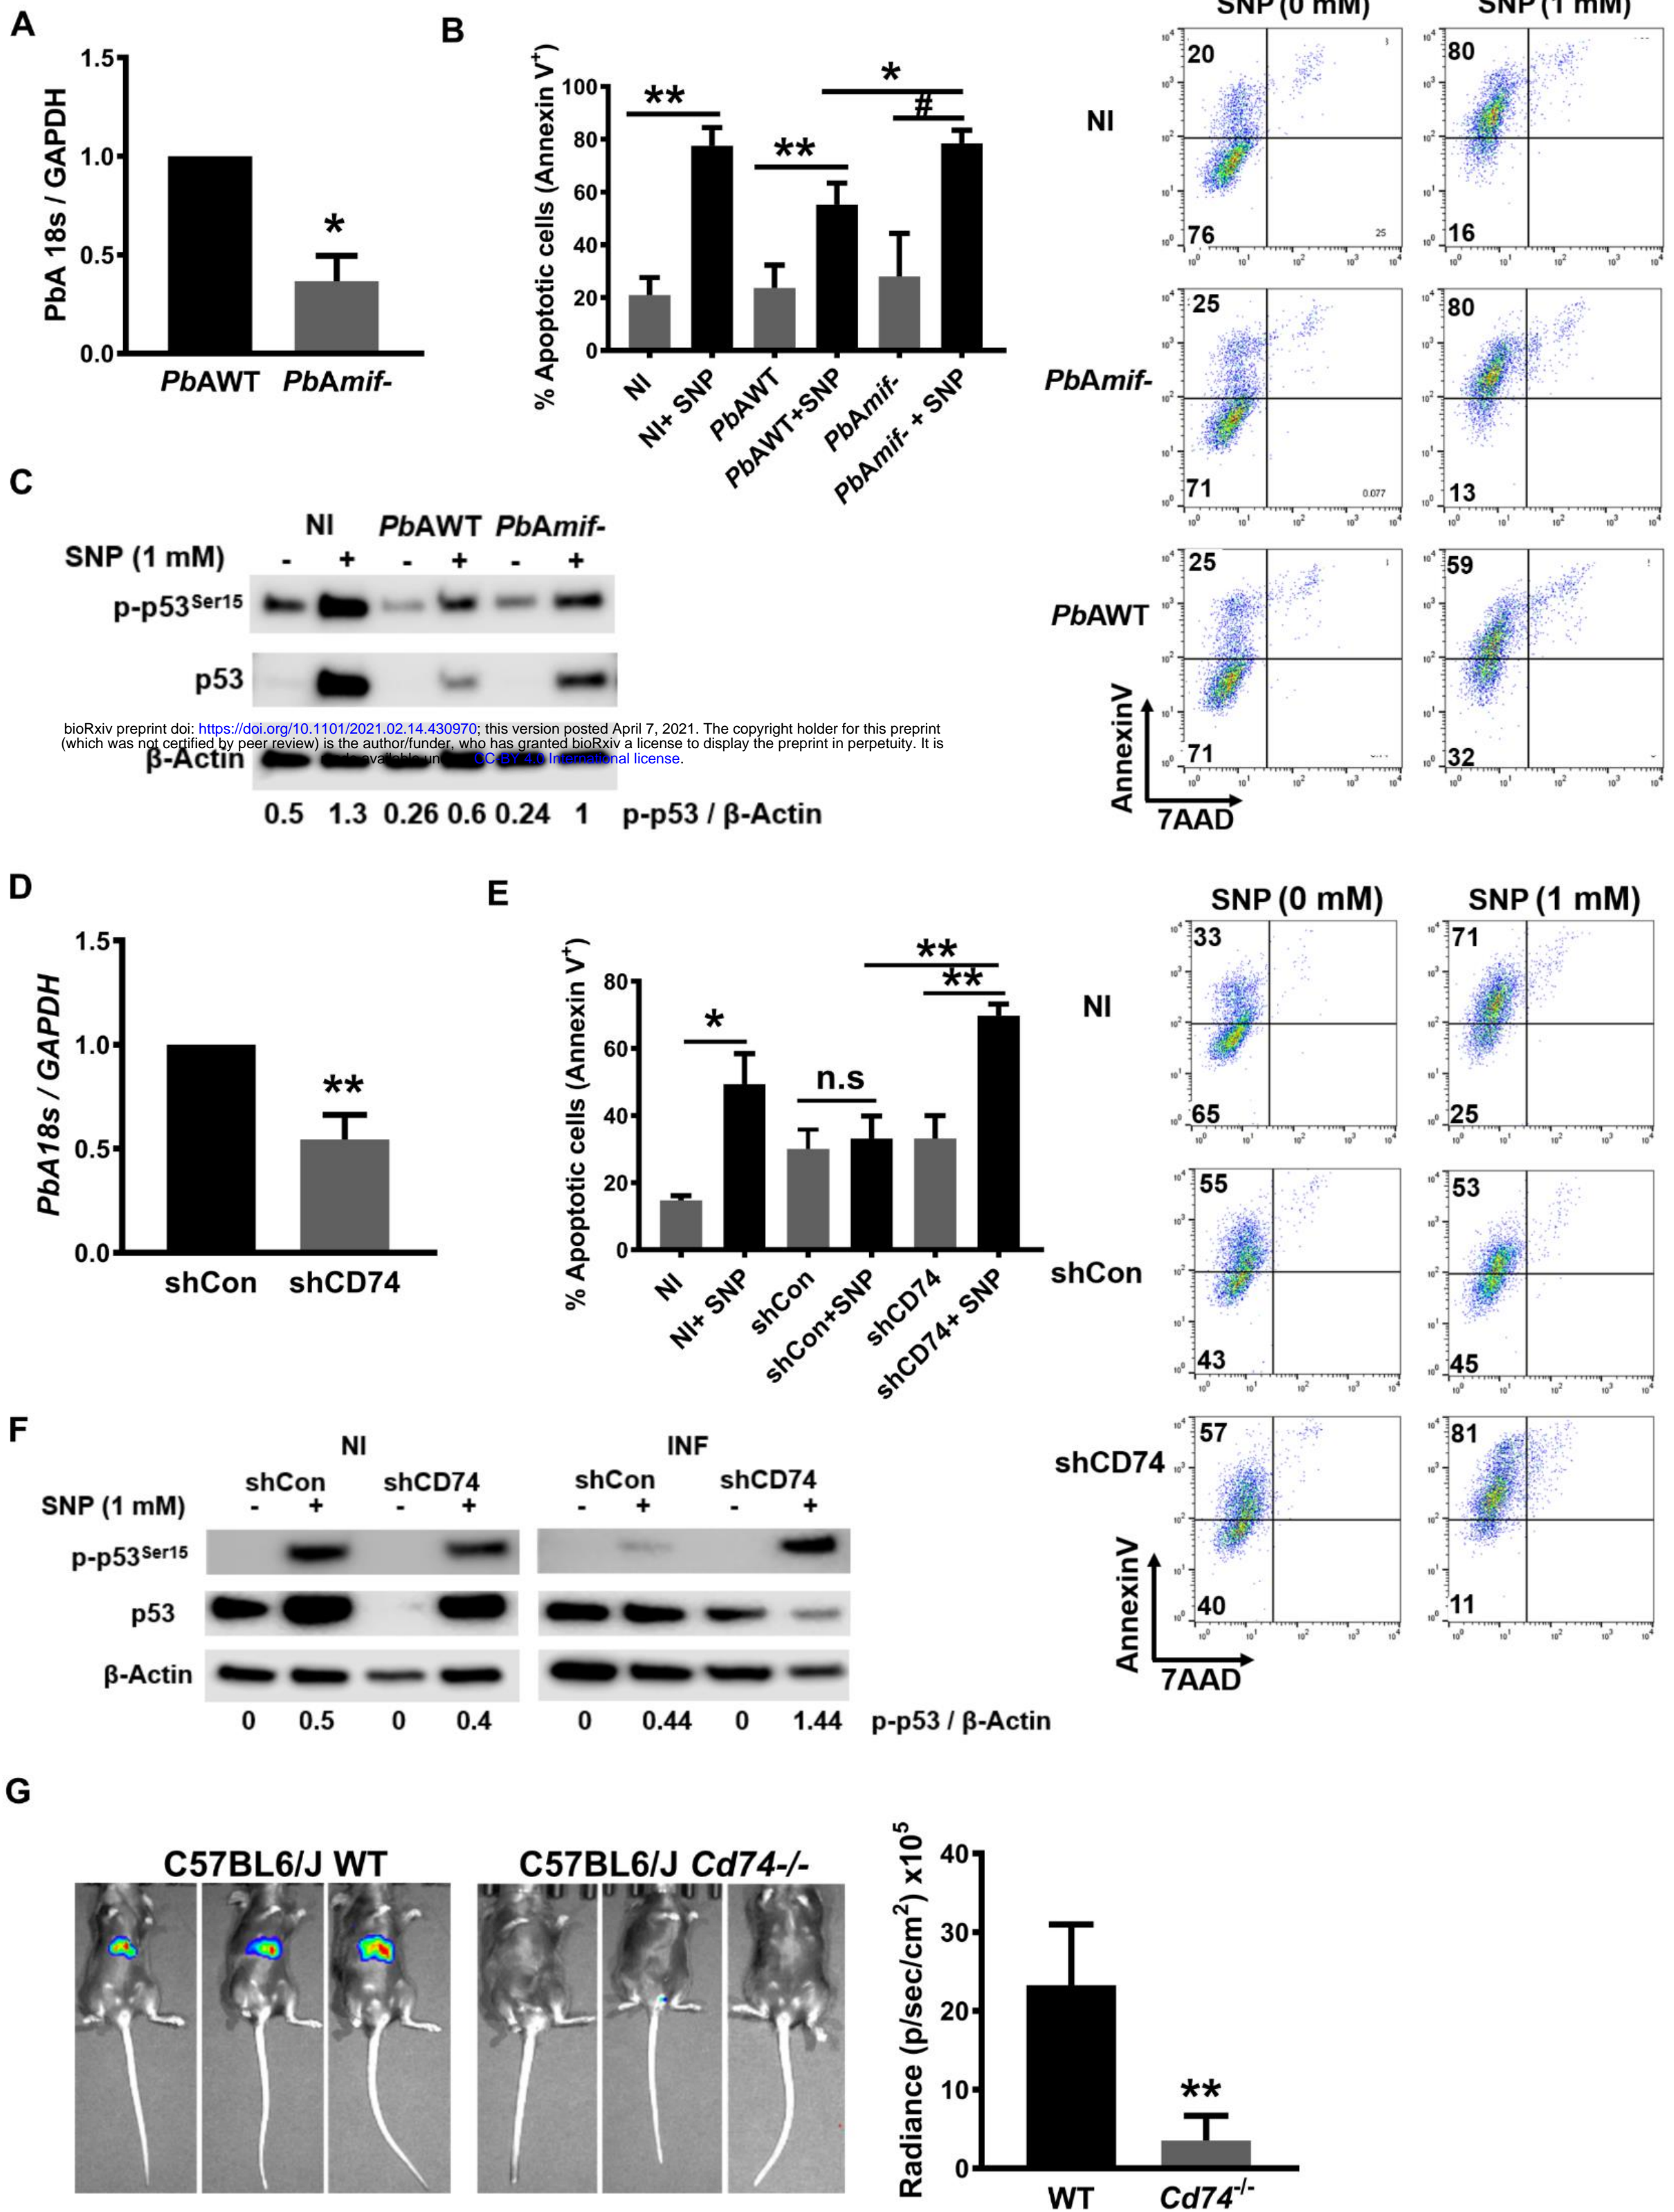 A
1.5
1.0
0.5
0.0
PbA 18s / GAPDH
*
PbAWT PbAmif-
B
% Apoptotic cells (Annexin V+)
100
80
60
40
20
0
**
**
*
#
NI
NI+ SNP
PbAWT
PbAWT+SNP
PbAmif-
PbAmif- + SNP
SNP (0 mM) SNP (1 mM)
NI
20 80
76 25 16
PbAmif-
25 80
71 0.077 13
PbAWT
25 59
71 32
AnnexinV
7AAD
C
NI PbAWT PbAmif-
SNP (1 mM) - + - + - +
p-p53Ser15
p53
bioRxiv preprint doi: https://doi.org/10.1101/2021.02.14.430970; this version posted April 7, 2021. The copyright holder for this preprint
(which was not certified by peer review) is the author/funder, who has granted bioRxiv a license to display the preprint in perpetuity. It is
CC-BY 4.0 International license.
β-Actin
0.5 1.3 0.26 0.6 0.24 1 p-p53 / β-Actin
D
1.5
1.0
0.5
0.0
PbA18s / GAPDH
**
shCon shCD74
E
% Apoptotic cells (Annexin V+)
80
60
40
20
0
*
n.s
**
**
NI
NI+ SNP
shCon
shCon+SNP
shCD74
shCD74+ SNP
SNP (0 mM) SNP (1 mM)
NI
33 71
65 25
shCon
55 53
43 45
shCD74
57 81
40 11
AnnexinV
7AAD
F
NI INF
shCon shCD74 shCon shCD74
SNP (1 mM) - + - + - + - +
p-p53Ser15
p53
β-Actin
0 0.5 0 0.4 0 0.44 0 1.44 p-p53 / β-Actin
G
C57BL6/J WT C57BL6/J Cd74-/-
Radiance (p/sec/cm2) x105
40
30
20
10
0
**
WT Cd74-/-